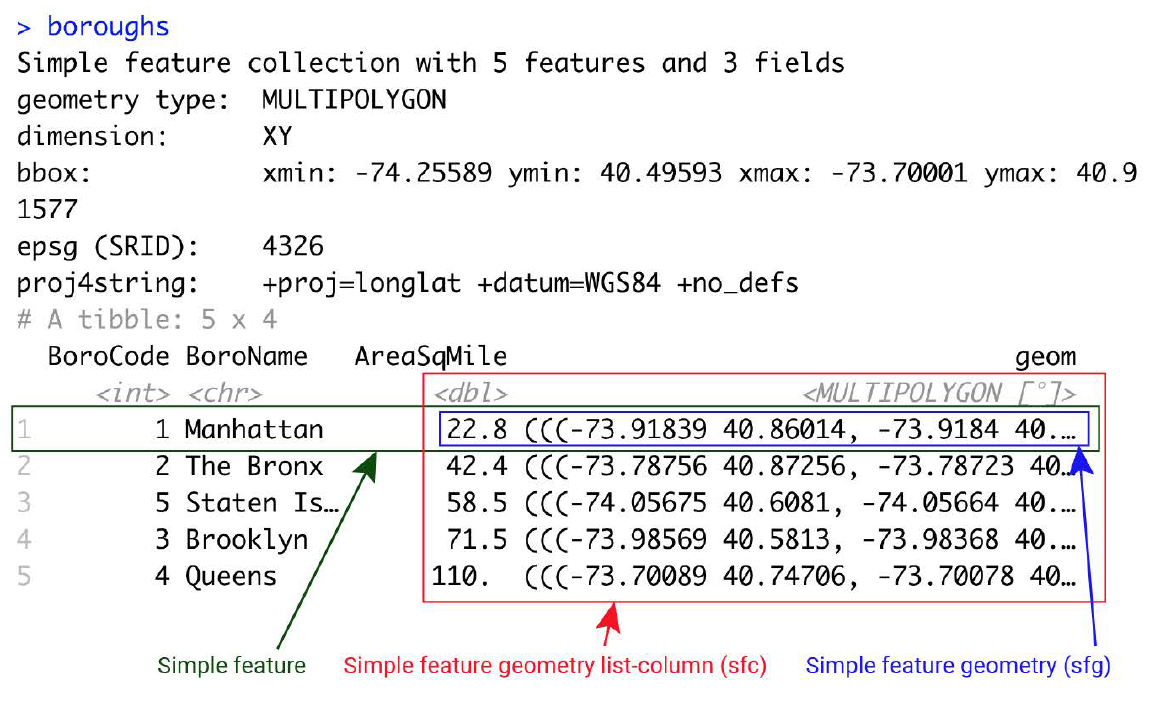 > boroughs
Simple feature collection with 5 features and 3 fields
geometry type:  MULTIPOLYGON
dimension:      XY
bbox:           xmin: -74.25589 ymin: 40.49593 xmax: -73.70001 ymax: 40.9
1577
epsg (SRID):    4326
proj4string:    +proj=longlat +datum=WGS84 +no_defs
# A tibble: 5 x 4
BoroCode BoroName   AreaSqMile                                 geom
<int> <chr>           <dbl>                   <MULTIPOLYGON [°]>
1        1 Manhattan        22.8 (((-73.91839 40.86014, -73.9184 40.…
2        2 The Bronx        42.4 (((-73.78756 40.87256, -73.78723 40…
3        5 Staten Is…       58.5 (((-74.05675 40.6081, -74.05664 40.…
4        3 Brooklyn         71.5 (((-73.98569 40.5813, -73.98368 40.…
5        4 Queens          110.  (((-73.70089 40.74706, -73.70078 40…
Simple feature Simple feature geometry list-column (sfc) Simple feature geometry (sfg)